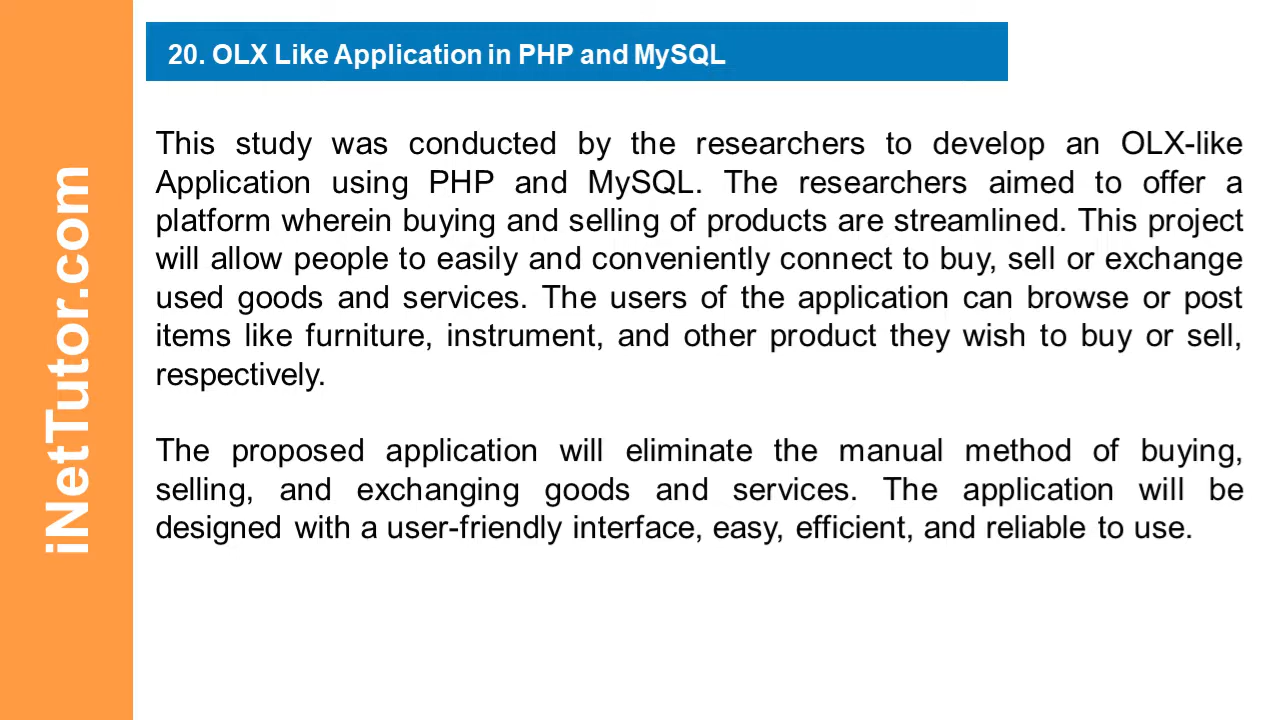 20. OLX Like Application in PHP and MySQL
This study was conducted by the researchers to develop an OLX-like
Application using PHP and MySQL. The researchers aimed to offer a
platform wherein buying and selling of products are streamlined. This project
will allow people to easily and conveniently connect to buy, sell or exchange
used goods and services. The users of the application can browse or post
items like furniture, instrument, and other product they wish to buy or sell,
respectively.
The proposed application will eliminate the manual method of buying,
selling, and exchanging goods and services. The application will be
designed with a user-friendly interface, easy, efficient, and reliable to use.
iNetTutor.com